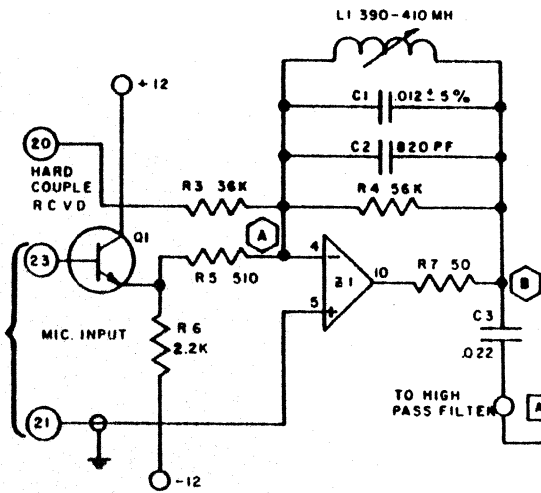 L1 390-410 MH
+12
C1 .012 ± 5%
20
HARD
COUPLE
RCVD
C2 820 PF
R3 36K
R4 56K
Q1
A
23
R5 510
4
-
21
10
R7 50
B
5
+
MIC. INPUT
R6
2.2K
C3
.022
21
TO HIGH
PASS FILTER
A
-12